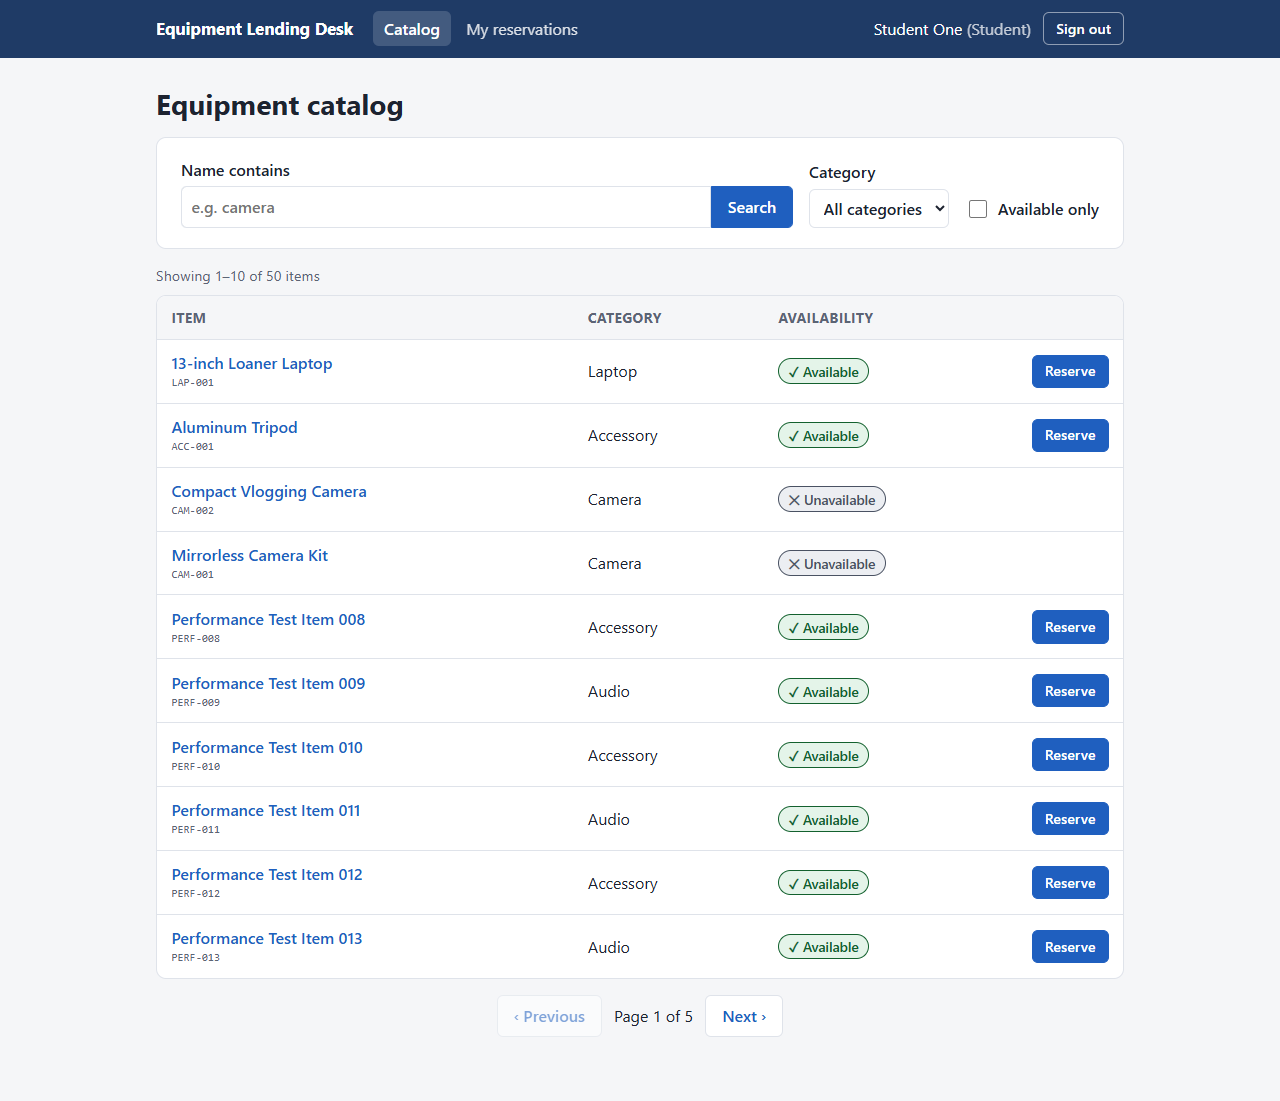 Equipment Lending Desk Catalog My reservations Student One (Student) Sign out
Equipment catalog
Name contains Category
e.g. camera Search All categories Available only
Showing 1–10 of 50 items
ITEM CATEGORY AVAILABILITY
13-inch Loaner Laptop
LAP-001
Laptop ✓ Available Reserve
Aluminum Tripod
ACC-001
Accessory ✓ Available Reserve
Compact Vlogging Camera
CAM-002
Camera ✕ Unavailable
Mirrorless Camera Kit
CAM-001
Camera ✕ Unavailable
Performance Test Item 008
PERF-008
Accessory ✓ Available Reserve
Performance Test Item 009
PERF-009
Audio ✓ Available Reserve
Performance Test Item 010
PERF-010
Accessory ✓ Available Reserve
Performance Test Item 011
PERF-011
Audio ✓ Available Reserve
Performance Test Item 012
PERF-012
Accessory ✓ Available Reserve
Performance Test Item 013
PERF-013
Audio ✓ Available Reserve
‹ Previous Page 1 of 5 Next ›